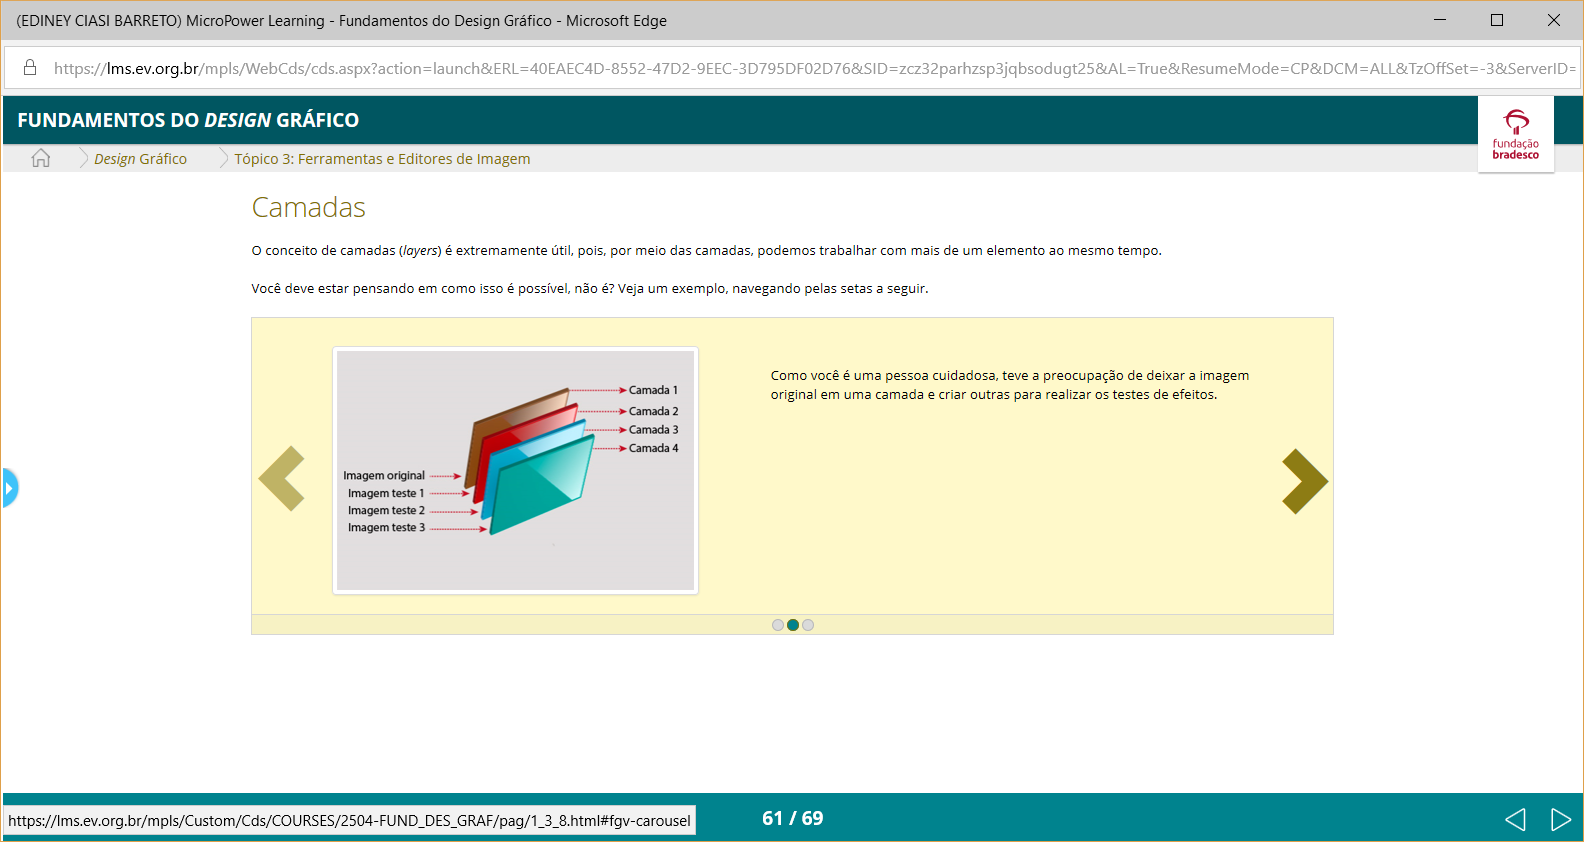 (EDINEY CIASI BARRETO) MicroPower Learning - Fundamentos do Design Gráfico - Microsoft Edge
https://lms.ev.org.br/mpls/WebCds/cds.aspx?action=launch&ERL=40EAEC4D-8552-47D2-9EEC-3D795DF02D76&SID=zcz32parhzsp3jqbsodugt25&AL=True&ResumeMode=CP&DCM=ALL&TzOffSet=-3&ServerID=
FUNDAMENTOS DO DESIGN GRÁFICO
fundação
bradesco
Design Gráfico
Tópico 3: Ferramentas e Editores de Imagem
Camadas
O conceito de camadas (layers) é extremamente útil, pois, por meio das camadas, podemos trabalhar com mais de um elemento ao mesmo tempo.
Você deve estar pensando em como isso é possível, não é? Veja um exemplo, navegando pelas setas a seguir.
Camada 1
Camada 2
Camada 3
Camada 4
Imagem original
Imagem teste 1
Imagem teste 2
Imagem teste 3
Como você é uma pessoa cuidadosa, teve a preocupação de deixar a imagem
original em uma camada e criar outras para realizar os testes de efeitos.
https://lms.ev.org.br/mpls/Custom/Cds/COURSES/2504-FUND_DES_GRAF/pag/1_3_8.html#fgv-carousel
61 / 69